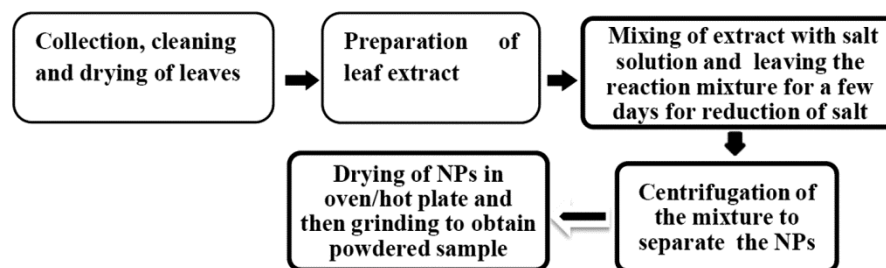 Collection, cleaning
and drying of leaves
Preparation of
leaf extract
Mixing of extract with salt
solution and leaving the
reaction mixture for a few
days for reduction of salt
Centrifugation of
the mixture to
separate the NPs
Drying of NPs in
oven/hot plate and
then grinding to obtain
powdered sample